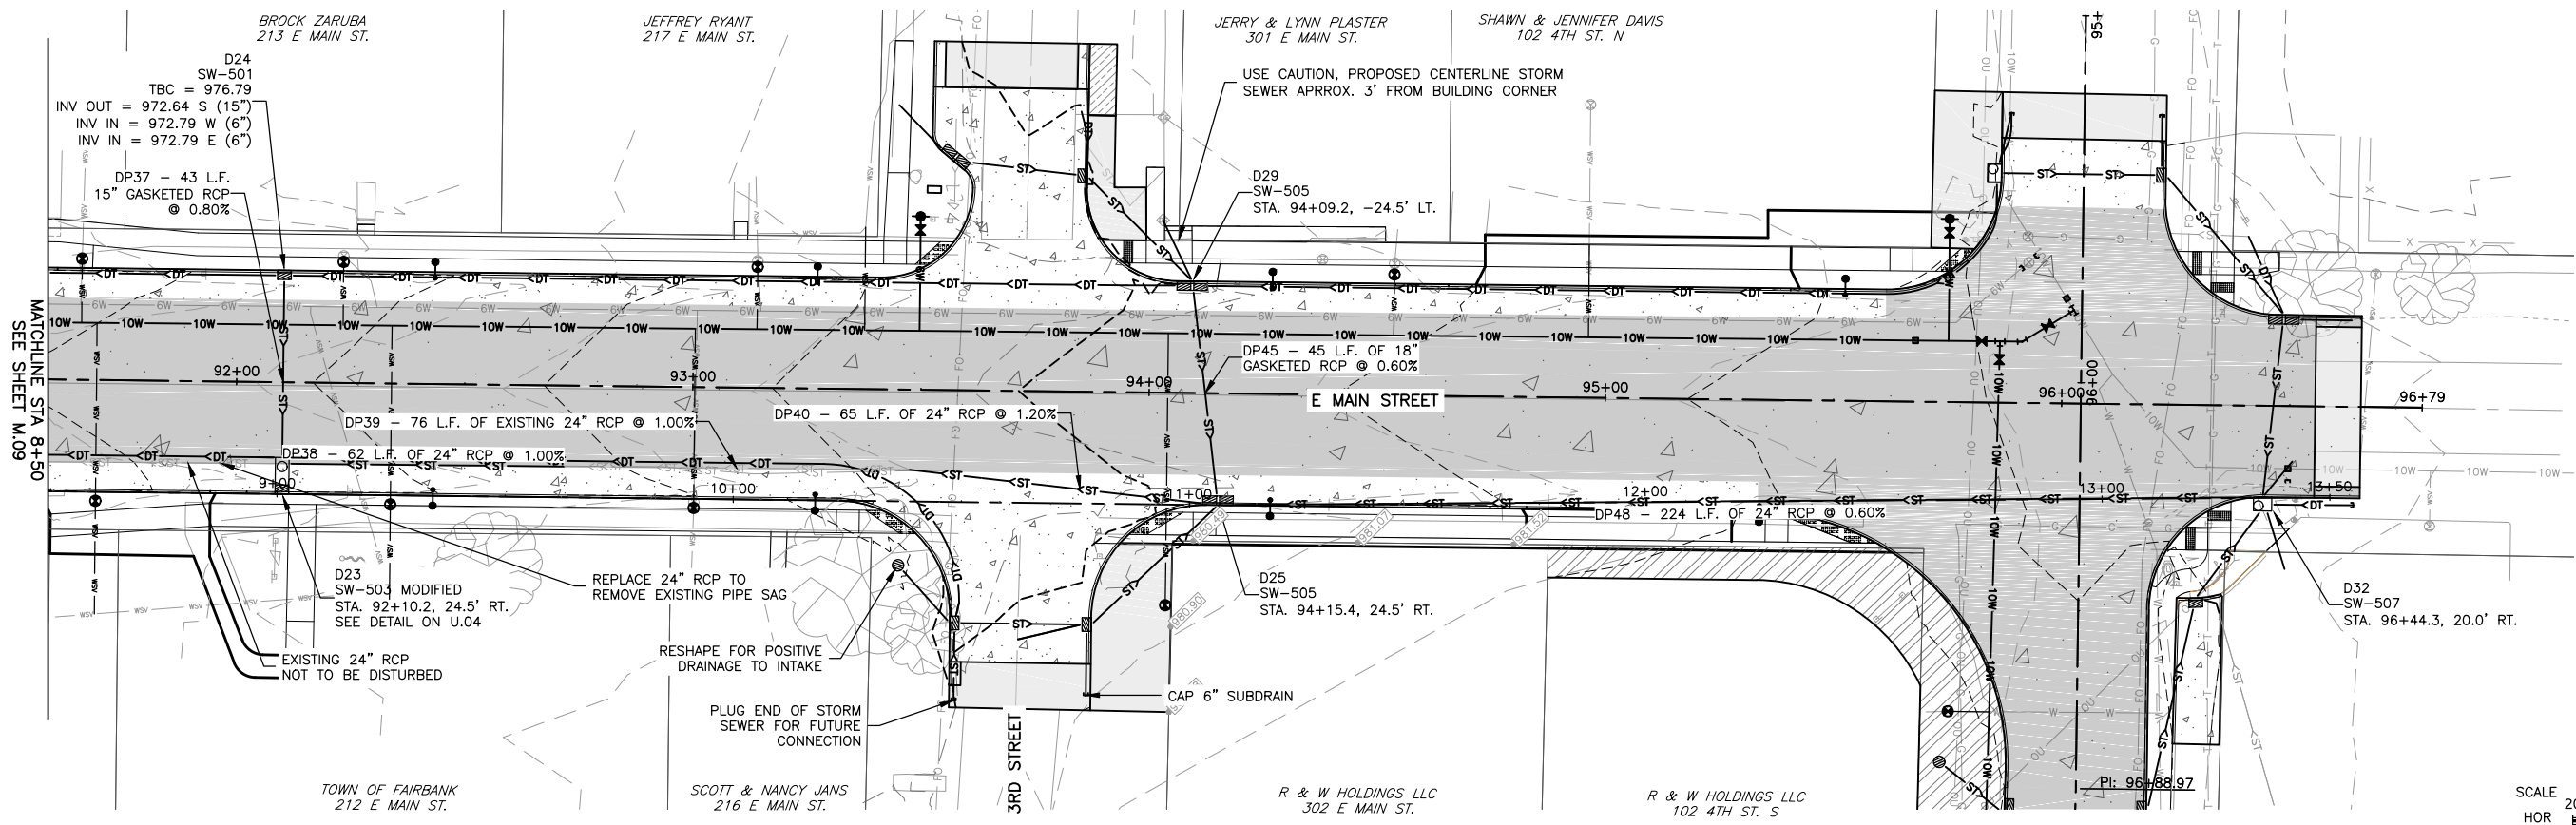 BROCK ZARUBA
213 E MAIN ST.
JEFFREY RYANT
217 E MAIN ST.
JERRY & LYNN PLASTER
301 E MAIN ST.
SHAWN & JENNIFER DAVIS
102 4TH ST. N
95+
D24
SW-501
TBC = 976.79
INV OUT = 972.64 S (15")
INV IN = 972.79 W (6")
INV IN = 972.79 E (6")
DP37 - 43 L.F.
15" GASKETED RCP
@ 0.80%
USE CAUTION, PROPOSED CENTERLINE STORM
SEWER APRROX. 3' FROM BUILDING CORNER
D29
SW-505
STA. 94+09.2, -24.5' LT.
MATCHLINE STA 8+50
SEE SHEET M.09
92+00
93+00
94+00
95+00
96+00
96+00
96+79
DP45 - 45 L.F. OF 18"
GASKETED RCP @ 0.60%
E MAIN STREET
DP39 - 76 L.F. OF EXISTING 24" RCP @ 1.00%
DP40 - 65 L.F. OF 24" RCP @ 1.20%
DP38 - 62 L.F. OF 24" RCP @ 1.00%
9+00
10+00
11+00
12+00
13+00
13+50
DP48 - 224 L.F. OF 24" RCP @ 0.60%
980.49
981.07
981.52
980.90
D23
SW-503 MODIFIED
STA. 92+10.2, 24.5' RT.
SEE DETAIL ON U.04
REPLACE 24" RCP TO
REMOVE EXISTING PIPE SAG
D25
SW-505
STA. 94+15.4, 24.5' RT.
D32
SW-507
STA. 96+44.3, 20.0' RT.
EXISTING 24" RCP
NOT TO BE DISTURBED
RESHAPE FOR POSITIVE
DRAINAGE TO INTAKE
CAP 6" SUBDRAIN
PLUG END OF STORM
SEWER FOR FUTURE
CONNECTION
3RD STREET
PI: 96+88.97
TOWN OF FAIRBANK
212 E MAIN ST.
SCOTT & NANCY JANS
216 E MAIN ST.
R & W HOLDINGS LLC
302 E MAIN ST.
R & W HOLDINGS LLC
102 4TH ST. S
SCALE
HOR